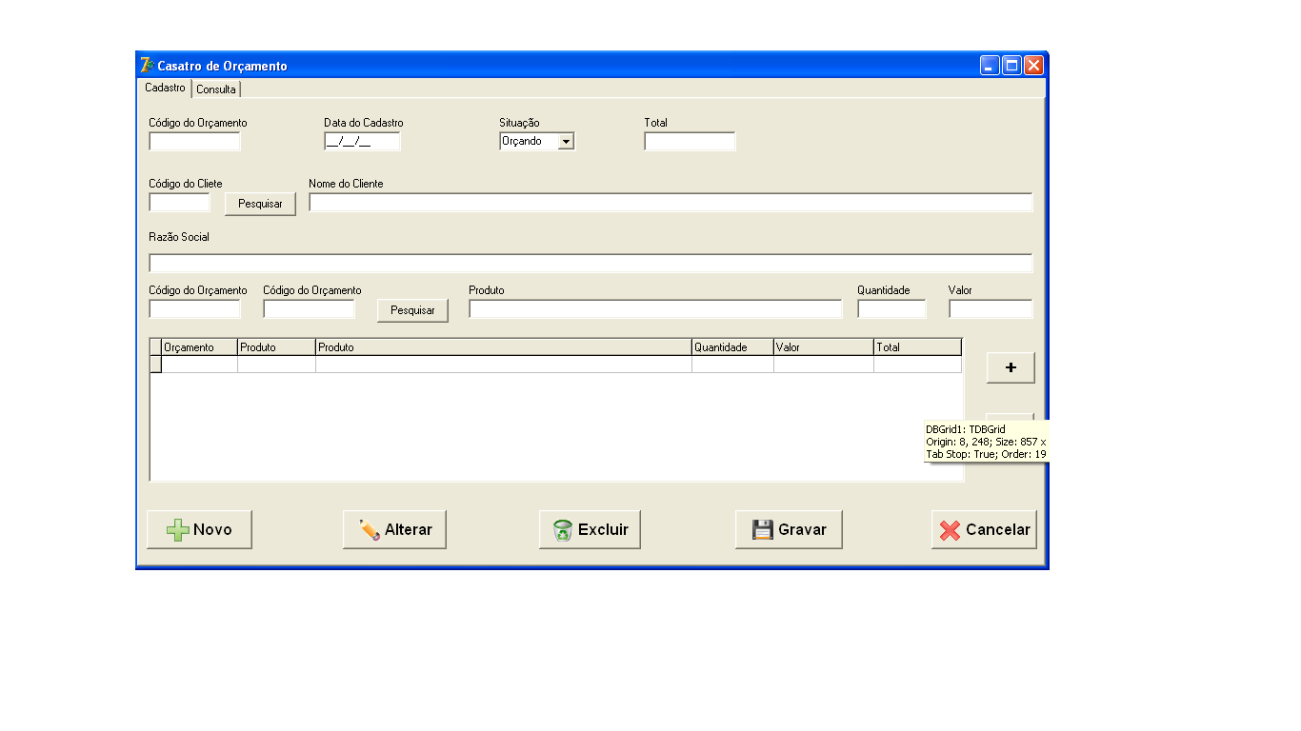 Casatro de Orçamento
Cadastro Consulta
Código do Orçamento Data do Cadastro Situação Total
__/__/__ Orçando
Código do Cliete Nome do Cliente
Pesquisar
Razão Social
Código do Orçamento Código do Orçamento Produto Quantidade Valor
Pesquisar
Orçamento Produto Produto Quantidade Valor Total
+
DBGrid1: TDBGrid
Origin: 8, 248; Size: 857 x
Tab Stop: True; Order: 19
Novo Alterar Excluir Gravar Cancelar